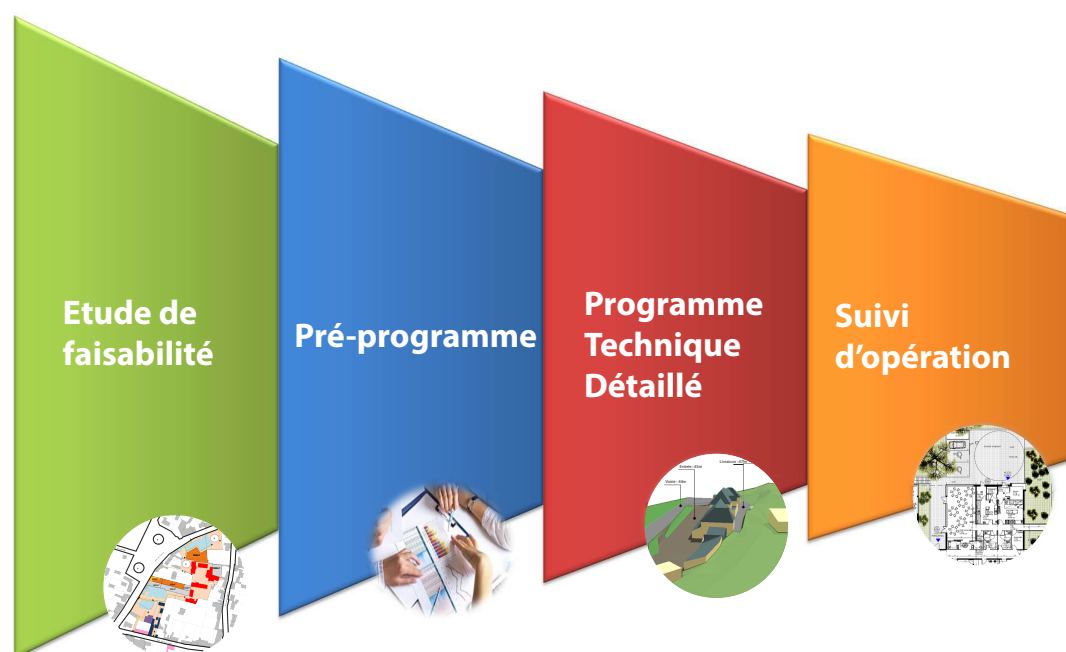 Etude de
faisabilité
Pré-programme
Programme
Technique
Détaillé
Suivi
d’opération